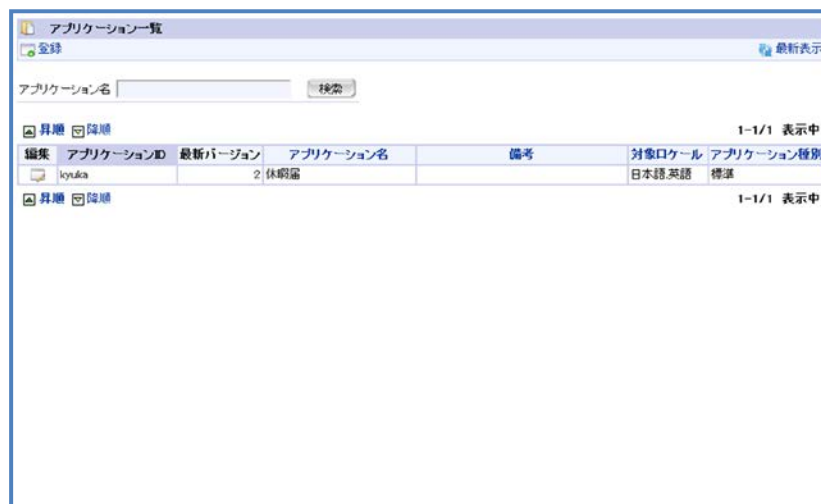 アプリケーション一覧
登録 最新表示
アプリケーション名 検索
昇順 降順 1-1/1 表示中
編集 アプリケーションID 最新バージョン アプリケーション名 備考 対象ロケール アプリケーション種別
kyuka 2 休暇届 日本語,英語 標準
昇順 降順 1-1/1 表示中